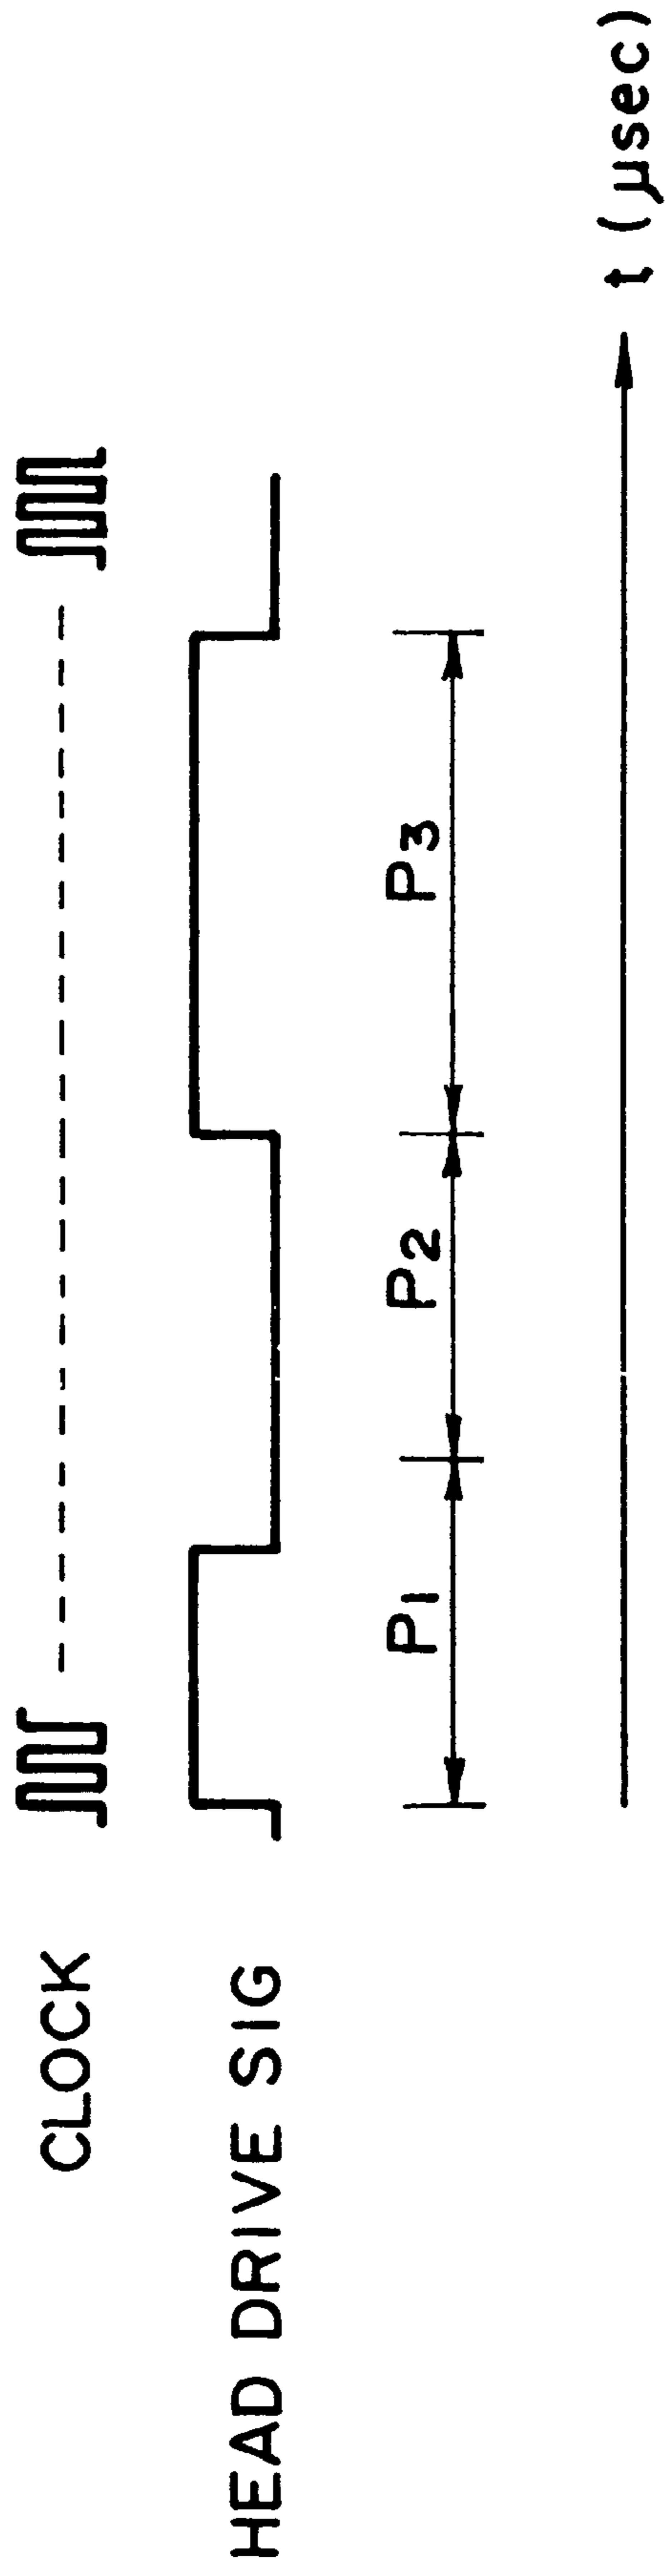 CLOCK
HEAD DRIVE SIG
P1 P2 P3
t (μsec)